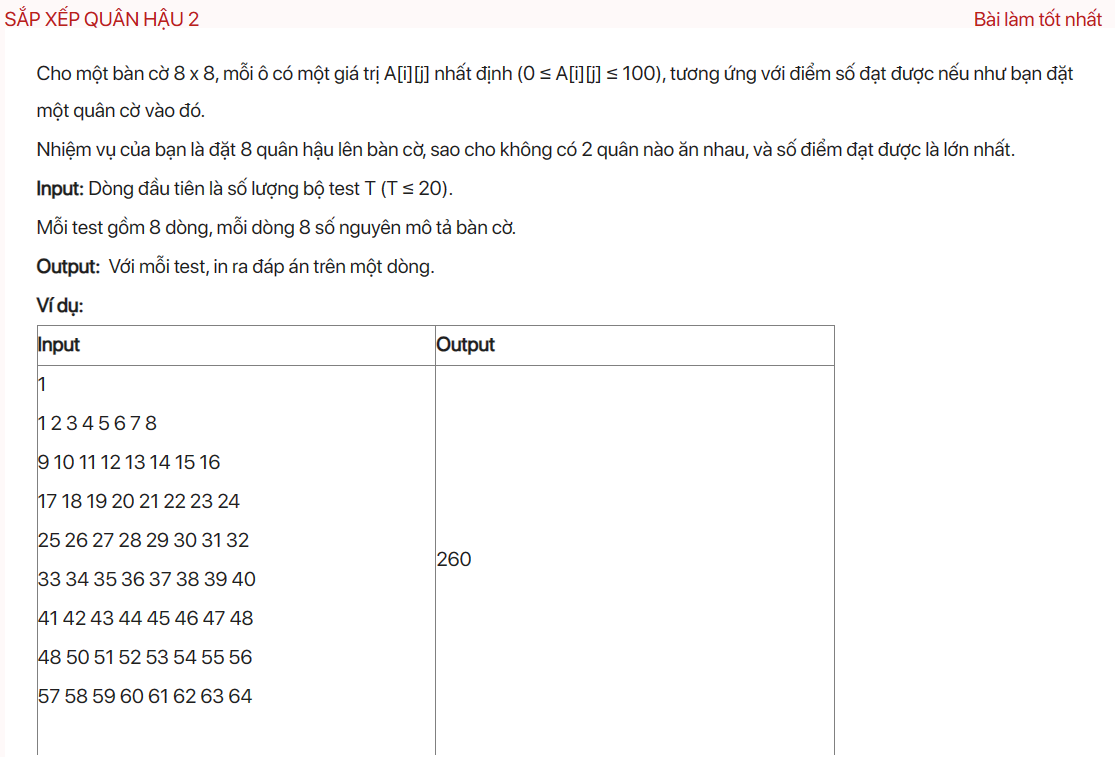 SẮP XẾP QUÂN HẬU 2
Bài làm tốt nhất
Cho một bàn cờ 8 x 8, mỗi ô có một giá trị A[i][j] nhất định (0 ≤ A[i][j] ≤ 100), tương ứng với điểm số đạt được nếu như bạn đặt
một quân cờ vào đó.
Nhiệm vụ của bạn là đặt 8 quân hậu lên bàn cờ, sao cho không có 2 quân nào ăn nhau, và số điểm đạt được là lớn nhất.
Input: Dòng đầu tiên là số lượng bộ test T (T ≤ 20).
Mỗi test gồm 8 dòng, mỗi dòng 8 số nguyên mô tả bàn cờ.
Output: Với mỗi test, in ra đáp án trên một dòng.
Ví dụ:
Input
Output
1
1 2 3 4 5 6 7 8
9 10 11 12 13 14 15 16
17 18 19 20 21 22 23 24
25 26 27 28 29 30 31 32
33 34 35 36 37 38 39 40
41 42 43 44 45 46 47 48
48 50 51 52 53 54 55 56
57 58 59 60 61 62 63 64
260